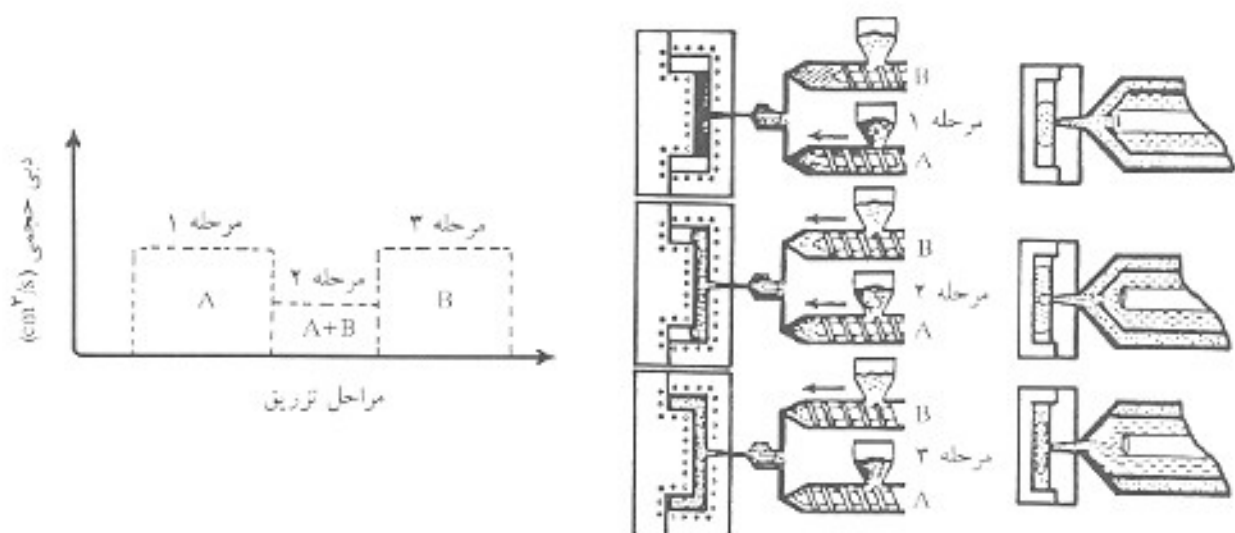 دبی حجمی (cm³/s)
مرحله ۱
مرحله ۲
مرحله ۳
A
A+B
B
مراحل تزریق
B
مرحله ۱
A
B
مرحله ۲
A
B
مرحله ۳
A